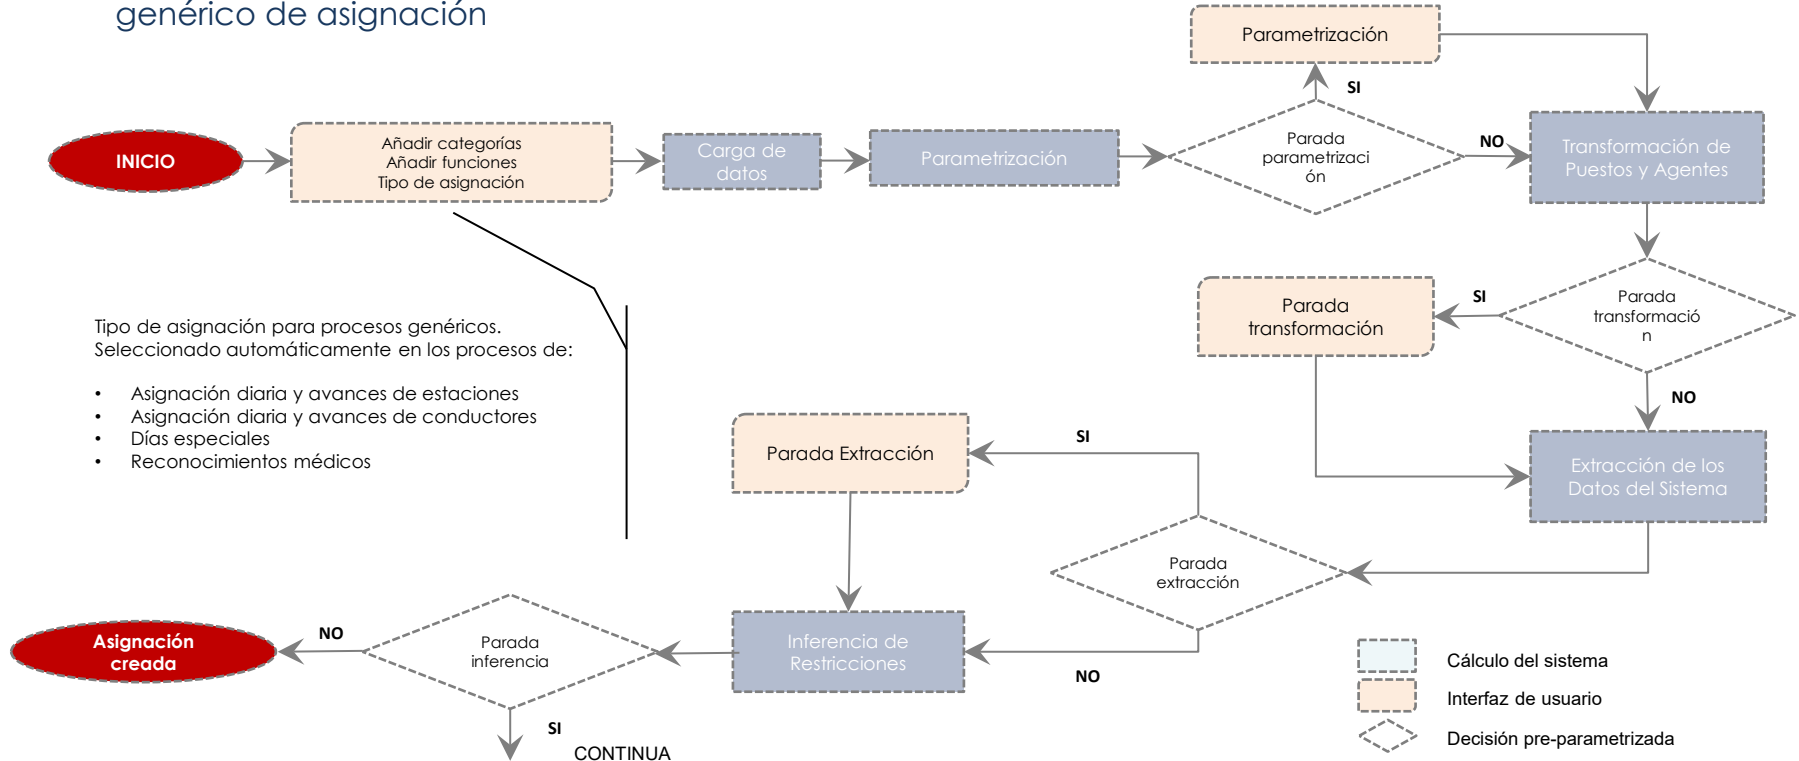 genérico de asignación
Parametrización
SI
INICIO
Añadir categorías
Añadir funciones
Tipo de asignación
Carga de
datos
Parametrización
Parada
parametrizaci
ón
NO
Transformación de
Puestos y Agentes
Parada
transformación
SI
Parada
transformació
n
NO
Tipo de asignación para procesos genéricos.
Seleccionado automáticamente en los procesos de:
• Asignación diaria y avances de estaciones
• Asignación diaria y avances de conductores
• Días especiales
• Reconocimientos médicos
Parada Extracción
SI
Extracción de los
Datos del Sistema
Parada
extracción
NO
Inferencia de
Restricciones
Parada
inferencia
NO
Asignación
creada
SI
CONTINUA
Cálculo del sistema
Interfaz de usuario
Decisión pre-parametrizada